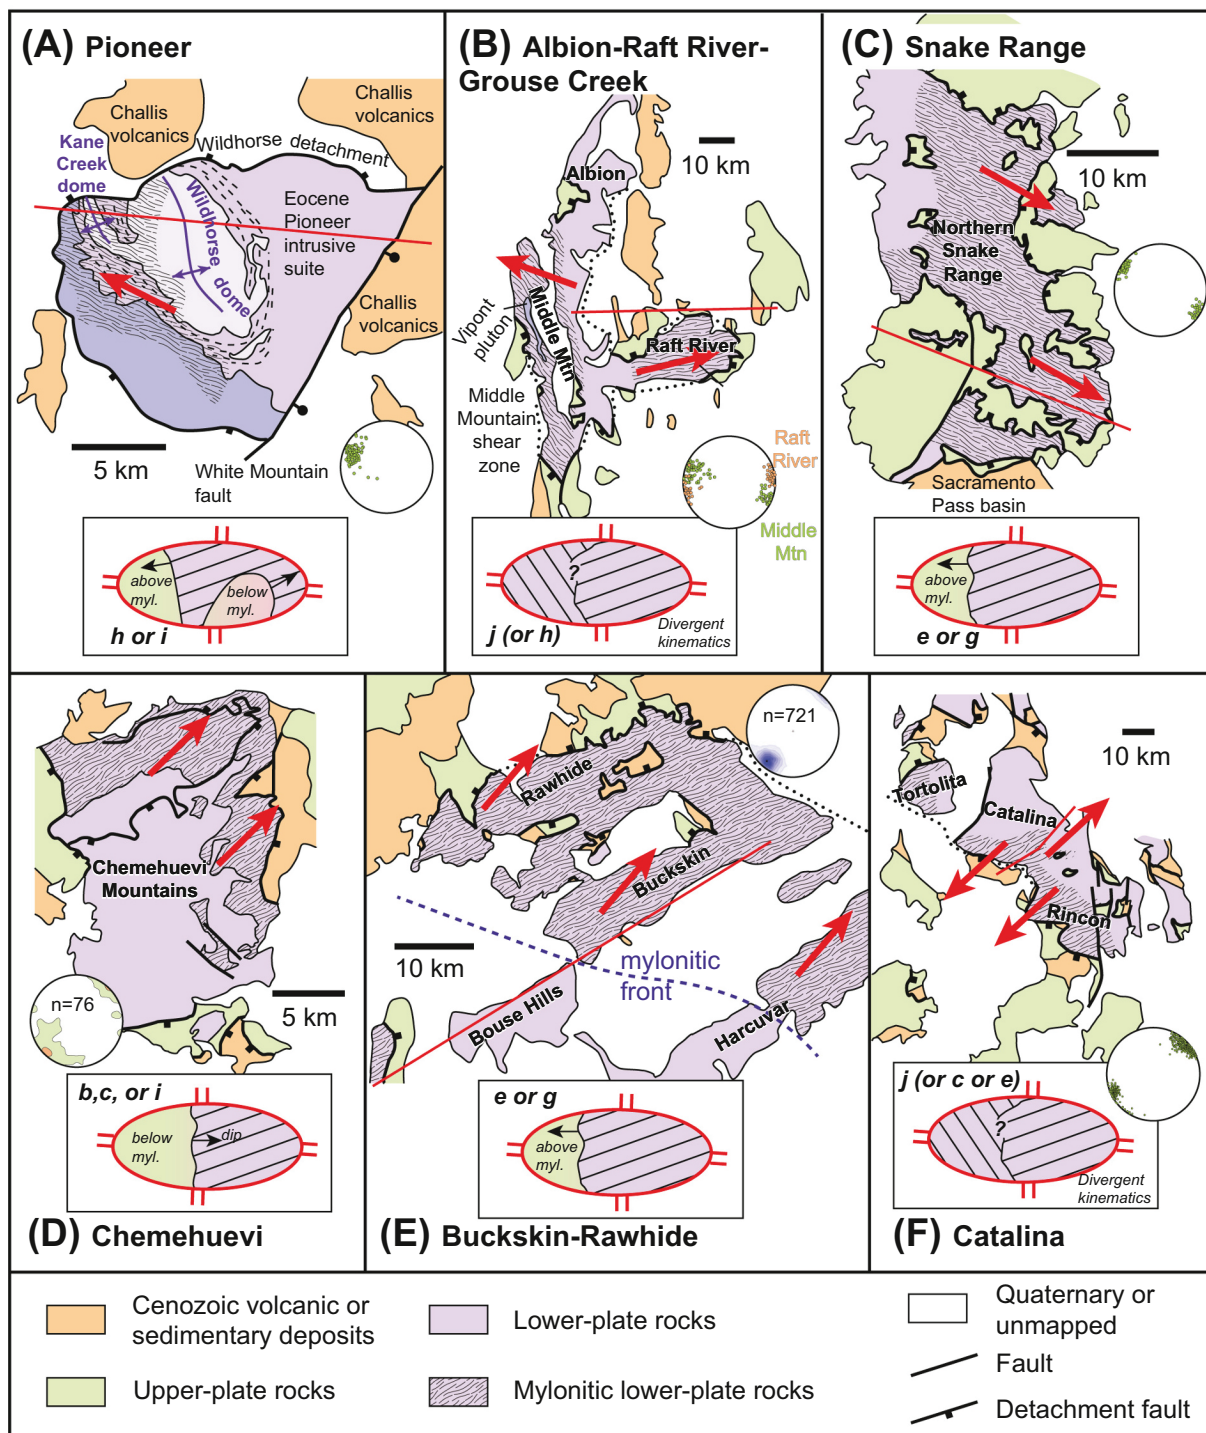 (A) Pioneer
Challis
volcanics
Challis
volcanics
Kane
Creek
dome
Wildhorse detachment
Wildhorse
dome
Eocene
Pioneer
intrusive
suite
Challis
volcanics
5 km
White Mountain
fault
above
myl.
below
myl.
h or i
(B) Albion-Raft River-
Grouse Creek
10 km
Albion
Vipont
pluton
Middle Mtn
Raft River
Middle
Mountain
shear
zone
Raft
River
Middle
Mtn
?
j (or h)
Divergent
kinematics
(C) Snake Range
10 km
Northern
Snake
Range
Sacramento
Pass basin
above
myl.
e or g
Chemehuevi
Mountains
n=76
5 km
b,c, or i
below
myl.
dip
(D) Chemehuevi
n=721
Rawhide
Buckskin
10 km
mylonitic
front
Bouse Hills
Harcuvar
e or g
above
myl.
(E) Buckskin-Rawhide
10 km
Tortolita
Catalina
Rincon
j (or c or e)
?
Divergent
kinematics
(F) Catalina
Cenozoic volcanic or
sedimentary deposits
Upper-plate rocks
Lower-plate rocks
Mylonitic lower-plate rocks
Quaternary or
unmapped
Fault
Detachment fault